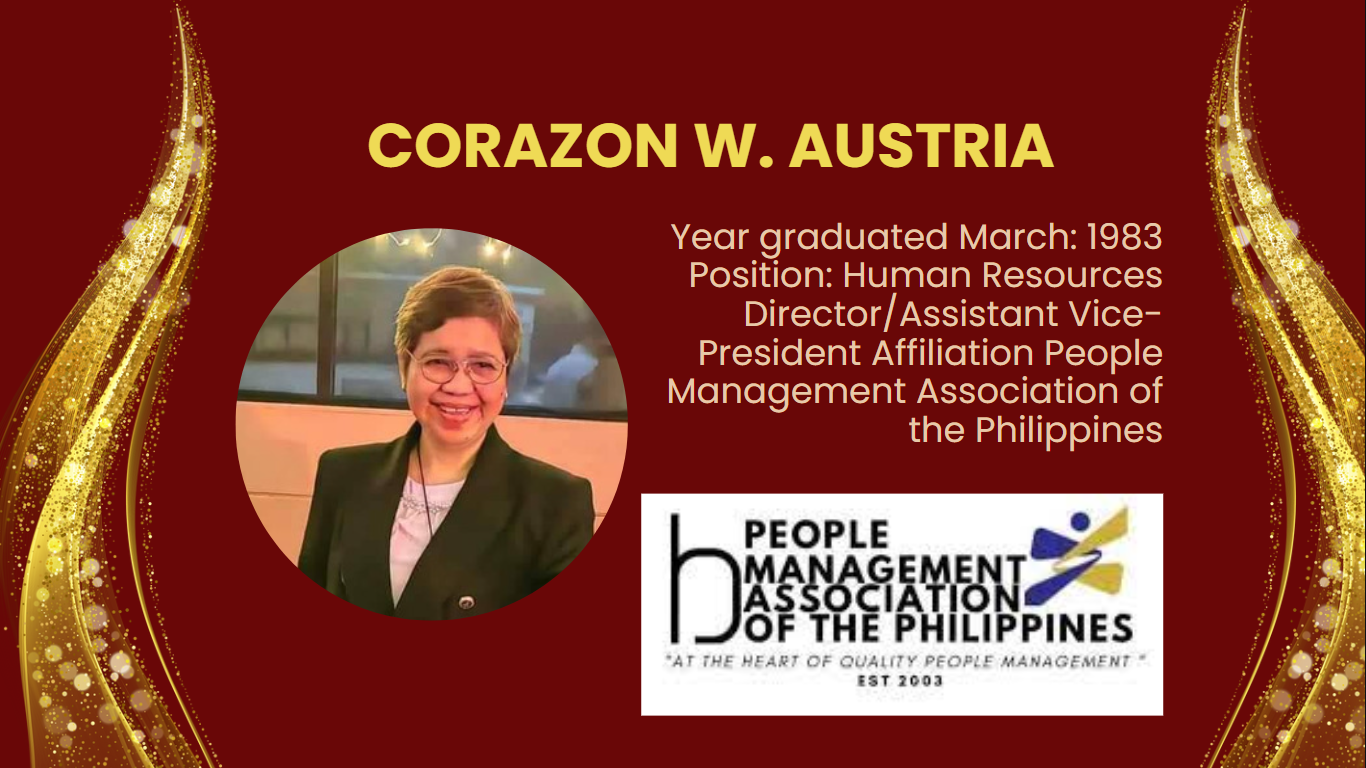 CORAZON W. AUSTRIA
Year graduated March: 1983
Position: Human Resources
Director/Assistant Vice-
President Affiliation People
Management Association of
the Philippines
PEOPLE
MANAGEMENT
ASSOCIATION
OF THE PHILIPPINES
"AT THE HEART OF QUALITY PEOPLE MANAGEMENT "
EST 2003